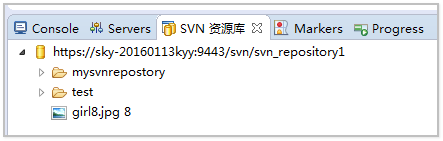 Console Servers SVN 资源库 Markers Progress
https://sky-20160113kyy:9443/svn/svn_repository1
mysvnrepostory
test
girl8.jpg 8